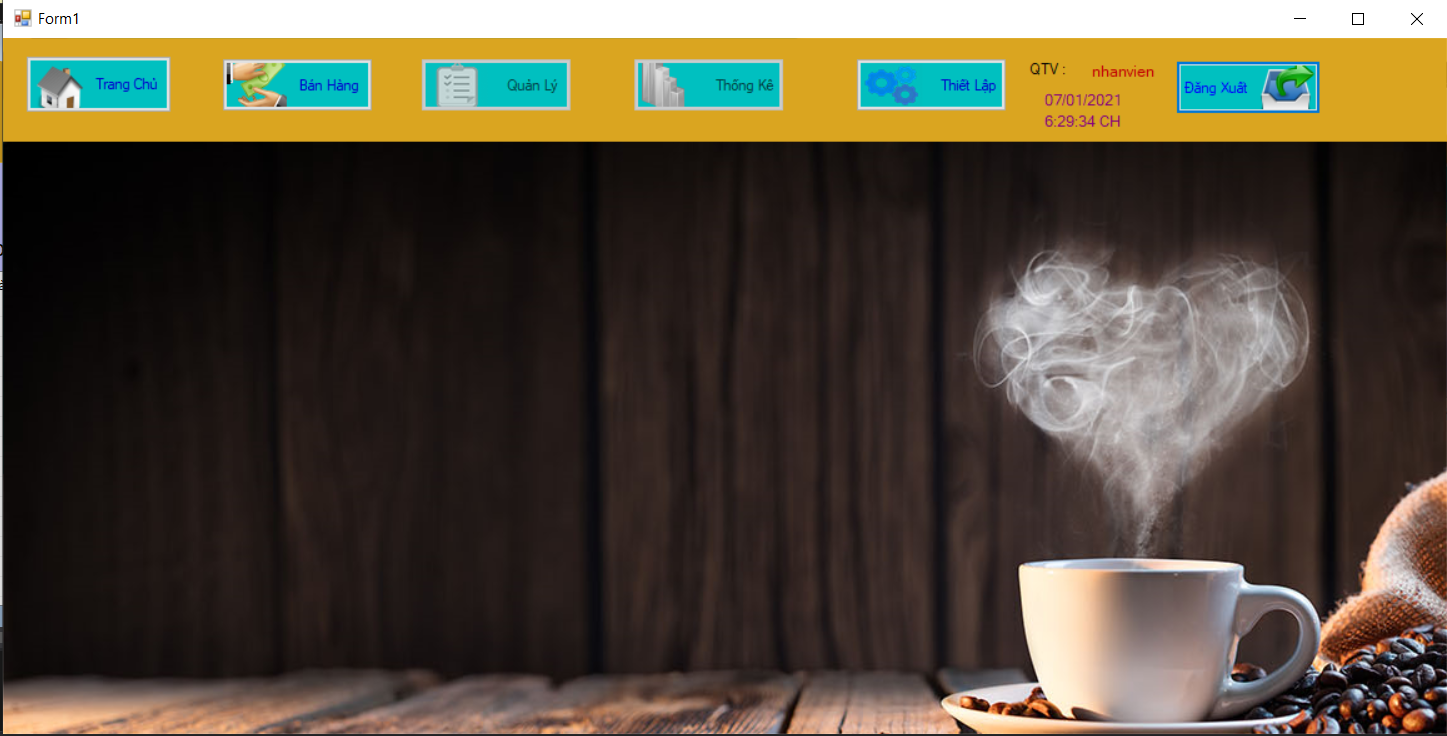 Form1
Trang Chủ
Bán Hàng
Quản Lý
Thống Kê
Thiết Lập
QTV :
nhanvien
07/01/2021
6:29:34 CH
Đăng Xuất